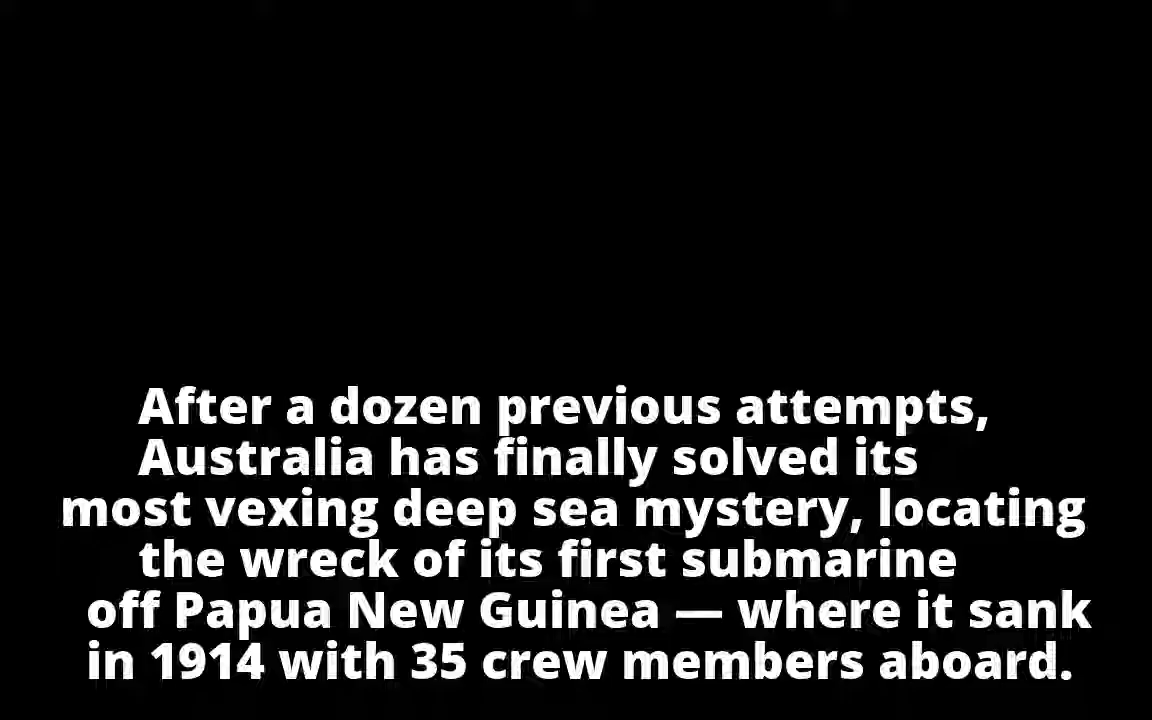 After a dozen previous attempts,
Australia has finally solved its
most vexing deep sea mystery, locating
the wreck of its first submarine
off Papua New Guinea — where it sank
in 1914 with 35 crew members aboard.